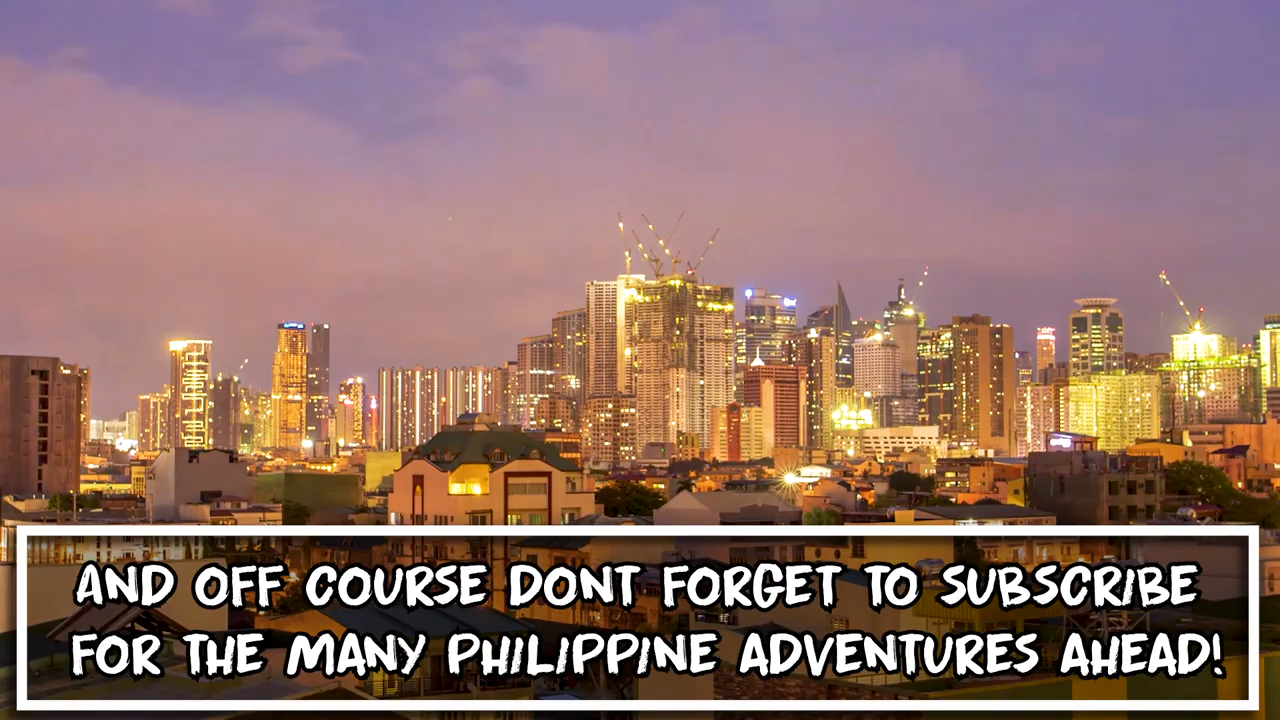 AND OFF COURSE DONT FORGET TO SUBSCRIBE
FOR THE MANY PHILIPPINE ADVENTURES AHEAD!